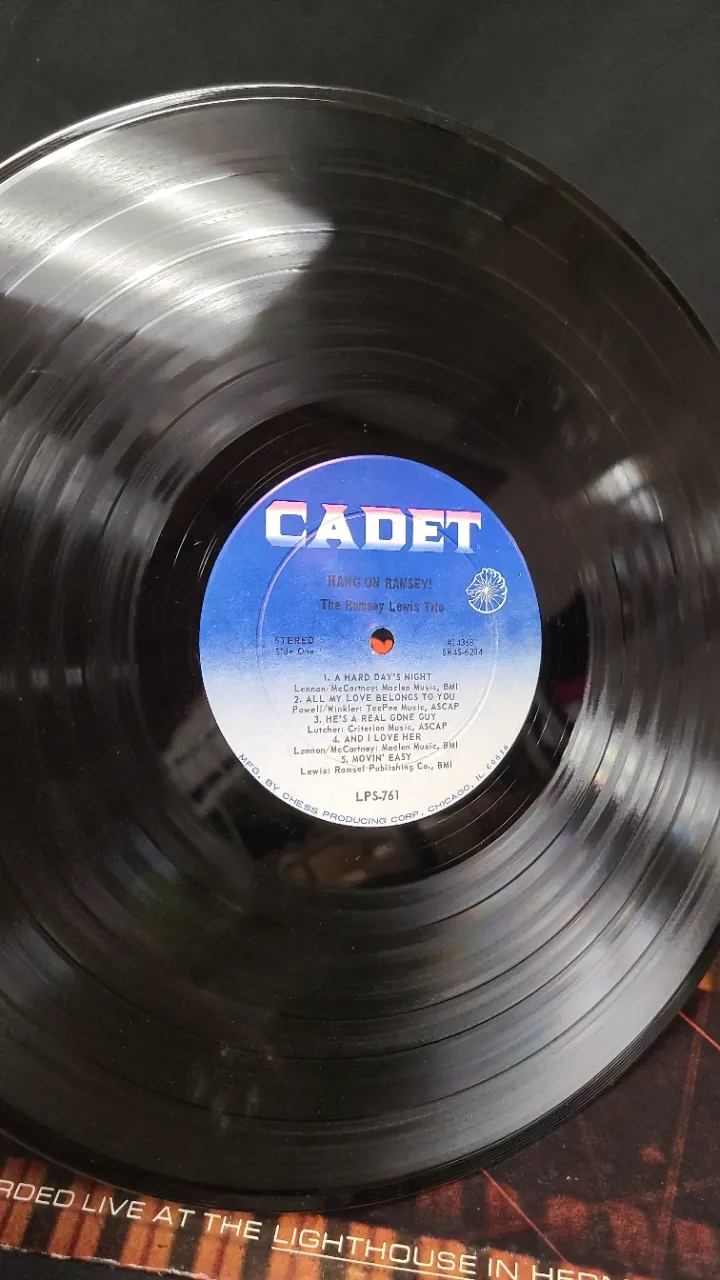 CADET
HANG ON RAMSEY!
The Ramsey Lewis Trio
STEREO
Side One
SH4S-6204
1. A HARD DAY'S NIGHT
Lennon/McCartney: Maclen Music, BMI
2. ALL MY LOVE BELONGS TO YOU
Powell/Winkler: TeePee Music, ASCAP
3. HE'S A REAL GONE GUY
Lutcher: Criterion Music, ASCAP
4. AND I LOVE HER
Lennon/McCartney: Maclen Music, BMI
5. MOVIN' EASY
Lewis: Ramsel Publishing Co., BMI
LPS-761
MFG. BY CHESS PRODUCING CORP., CHICAGO, IL 60616
RDED LIVE AT THE LIGHTHOUSE IN HER